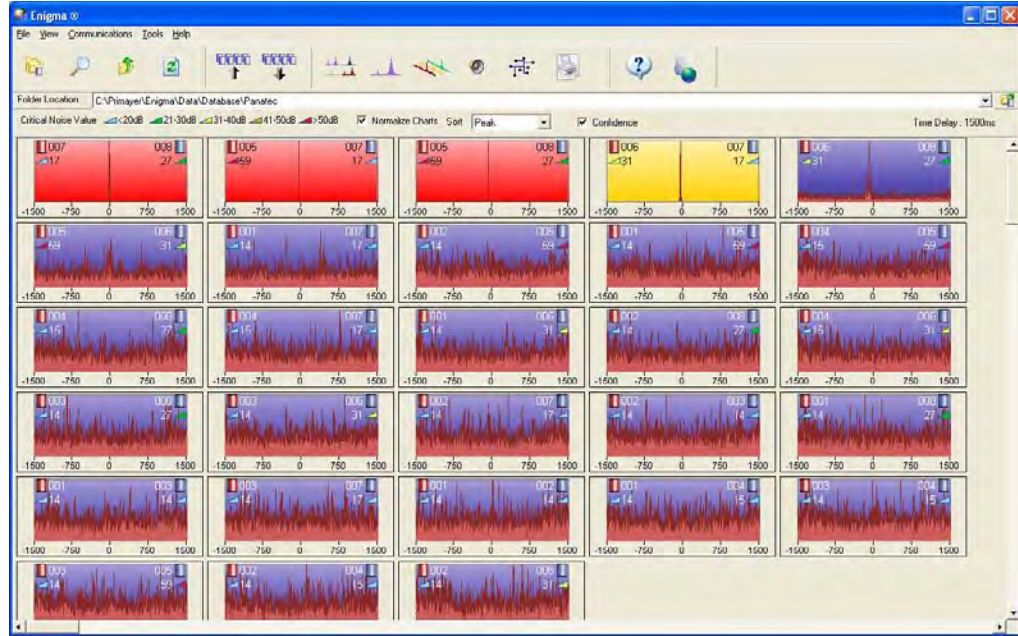 Enigma ®
File View Communications Tools Help
Folder Location C:\Primayer\Enigma\Data\Database\Panatec
Critical Noise Value <20dB 21-30dB 31-40dB 41-50dB >50dB Normalize Charts Sort Peak Confidence Time Delay : 1500ms
007 008 005 007 005 008 006 007 006 008
17 27 59 17 59 27 31 17 31 27
-1500 -750 0 750 1500 -1500 -750 0 750 1500 -1500 -750 0 750 1500 -1500 -750 0 750 1500 -1500 -750 0 750 1500
005 006 001 007 002 005 001 005 004 005
59 31 14 17 14 59 14 59 15 59
-1500 -750 0 750 1500 -1500 -750 0 750 1500 -1500 -750 0 750 1500 -1500 -750 0 750 1500 -1500 -750 0 750 1500
004 008 004 007 001 006 002 008 004 006
15 27 15 17 14 31 14 27 15 31
-1500 -750 0 750 1500 -1500 -750 0 750 1500 -1500 -750 0 750 1500 -1500 -750 0 750 1500 -1500 -750 0 750 1500
003 008 003 006 002 007 002 003 001 008
14 27 14 31 14 17 14 14 14 27
-1500 -750 0 750 1500 -1500 -750 0 750 1500 -1500 -750 0 750 1500 -1500 -750 0 750 1500 -1500 -750 0 750 1500
001 003 003 007 001 002 001 004 003 004
14 14 14 17 14 14 14 15 14 15
-1500 -750 0 750 1500 -1500 -750 0 750 1500 -1500 -750 0 750 1500 -1500 -750 0 750 1500 -1500 -750 0 750 1500
003 005 002 004 002 006
14 59 14 15 14 31